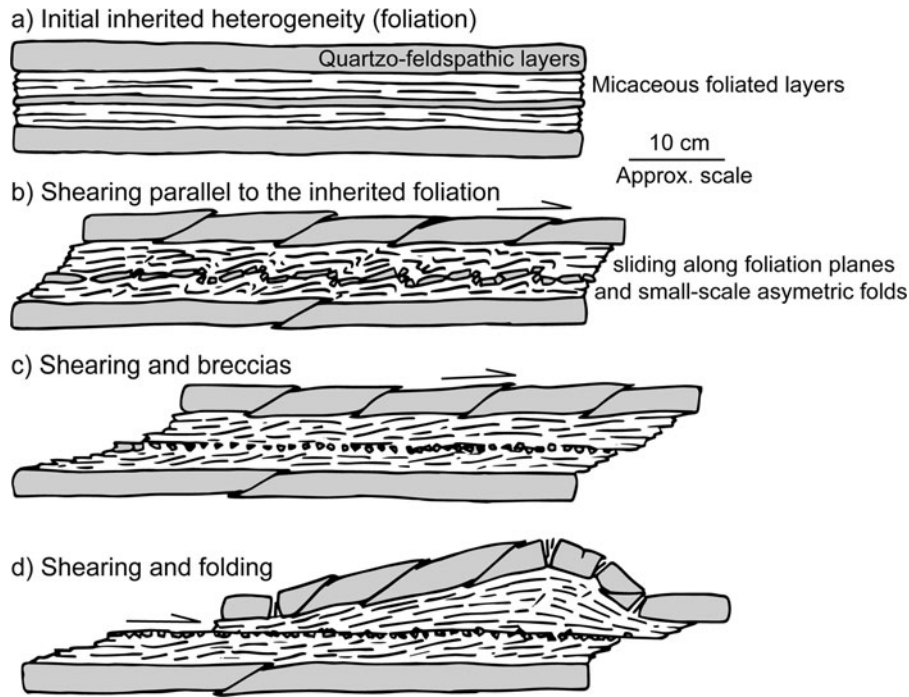 a) Initial inherited heterogeneity (foliation)
Quartzo-feldspathic layers
Micaceous foliated layers
10 cm
Approx. scale
b) Shearing parallel to the inherited foliation
sliding along foliation planes
and small-scale asymetric folds
c) Shearing and breccias
d) Shearing and folding